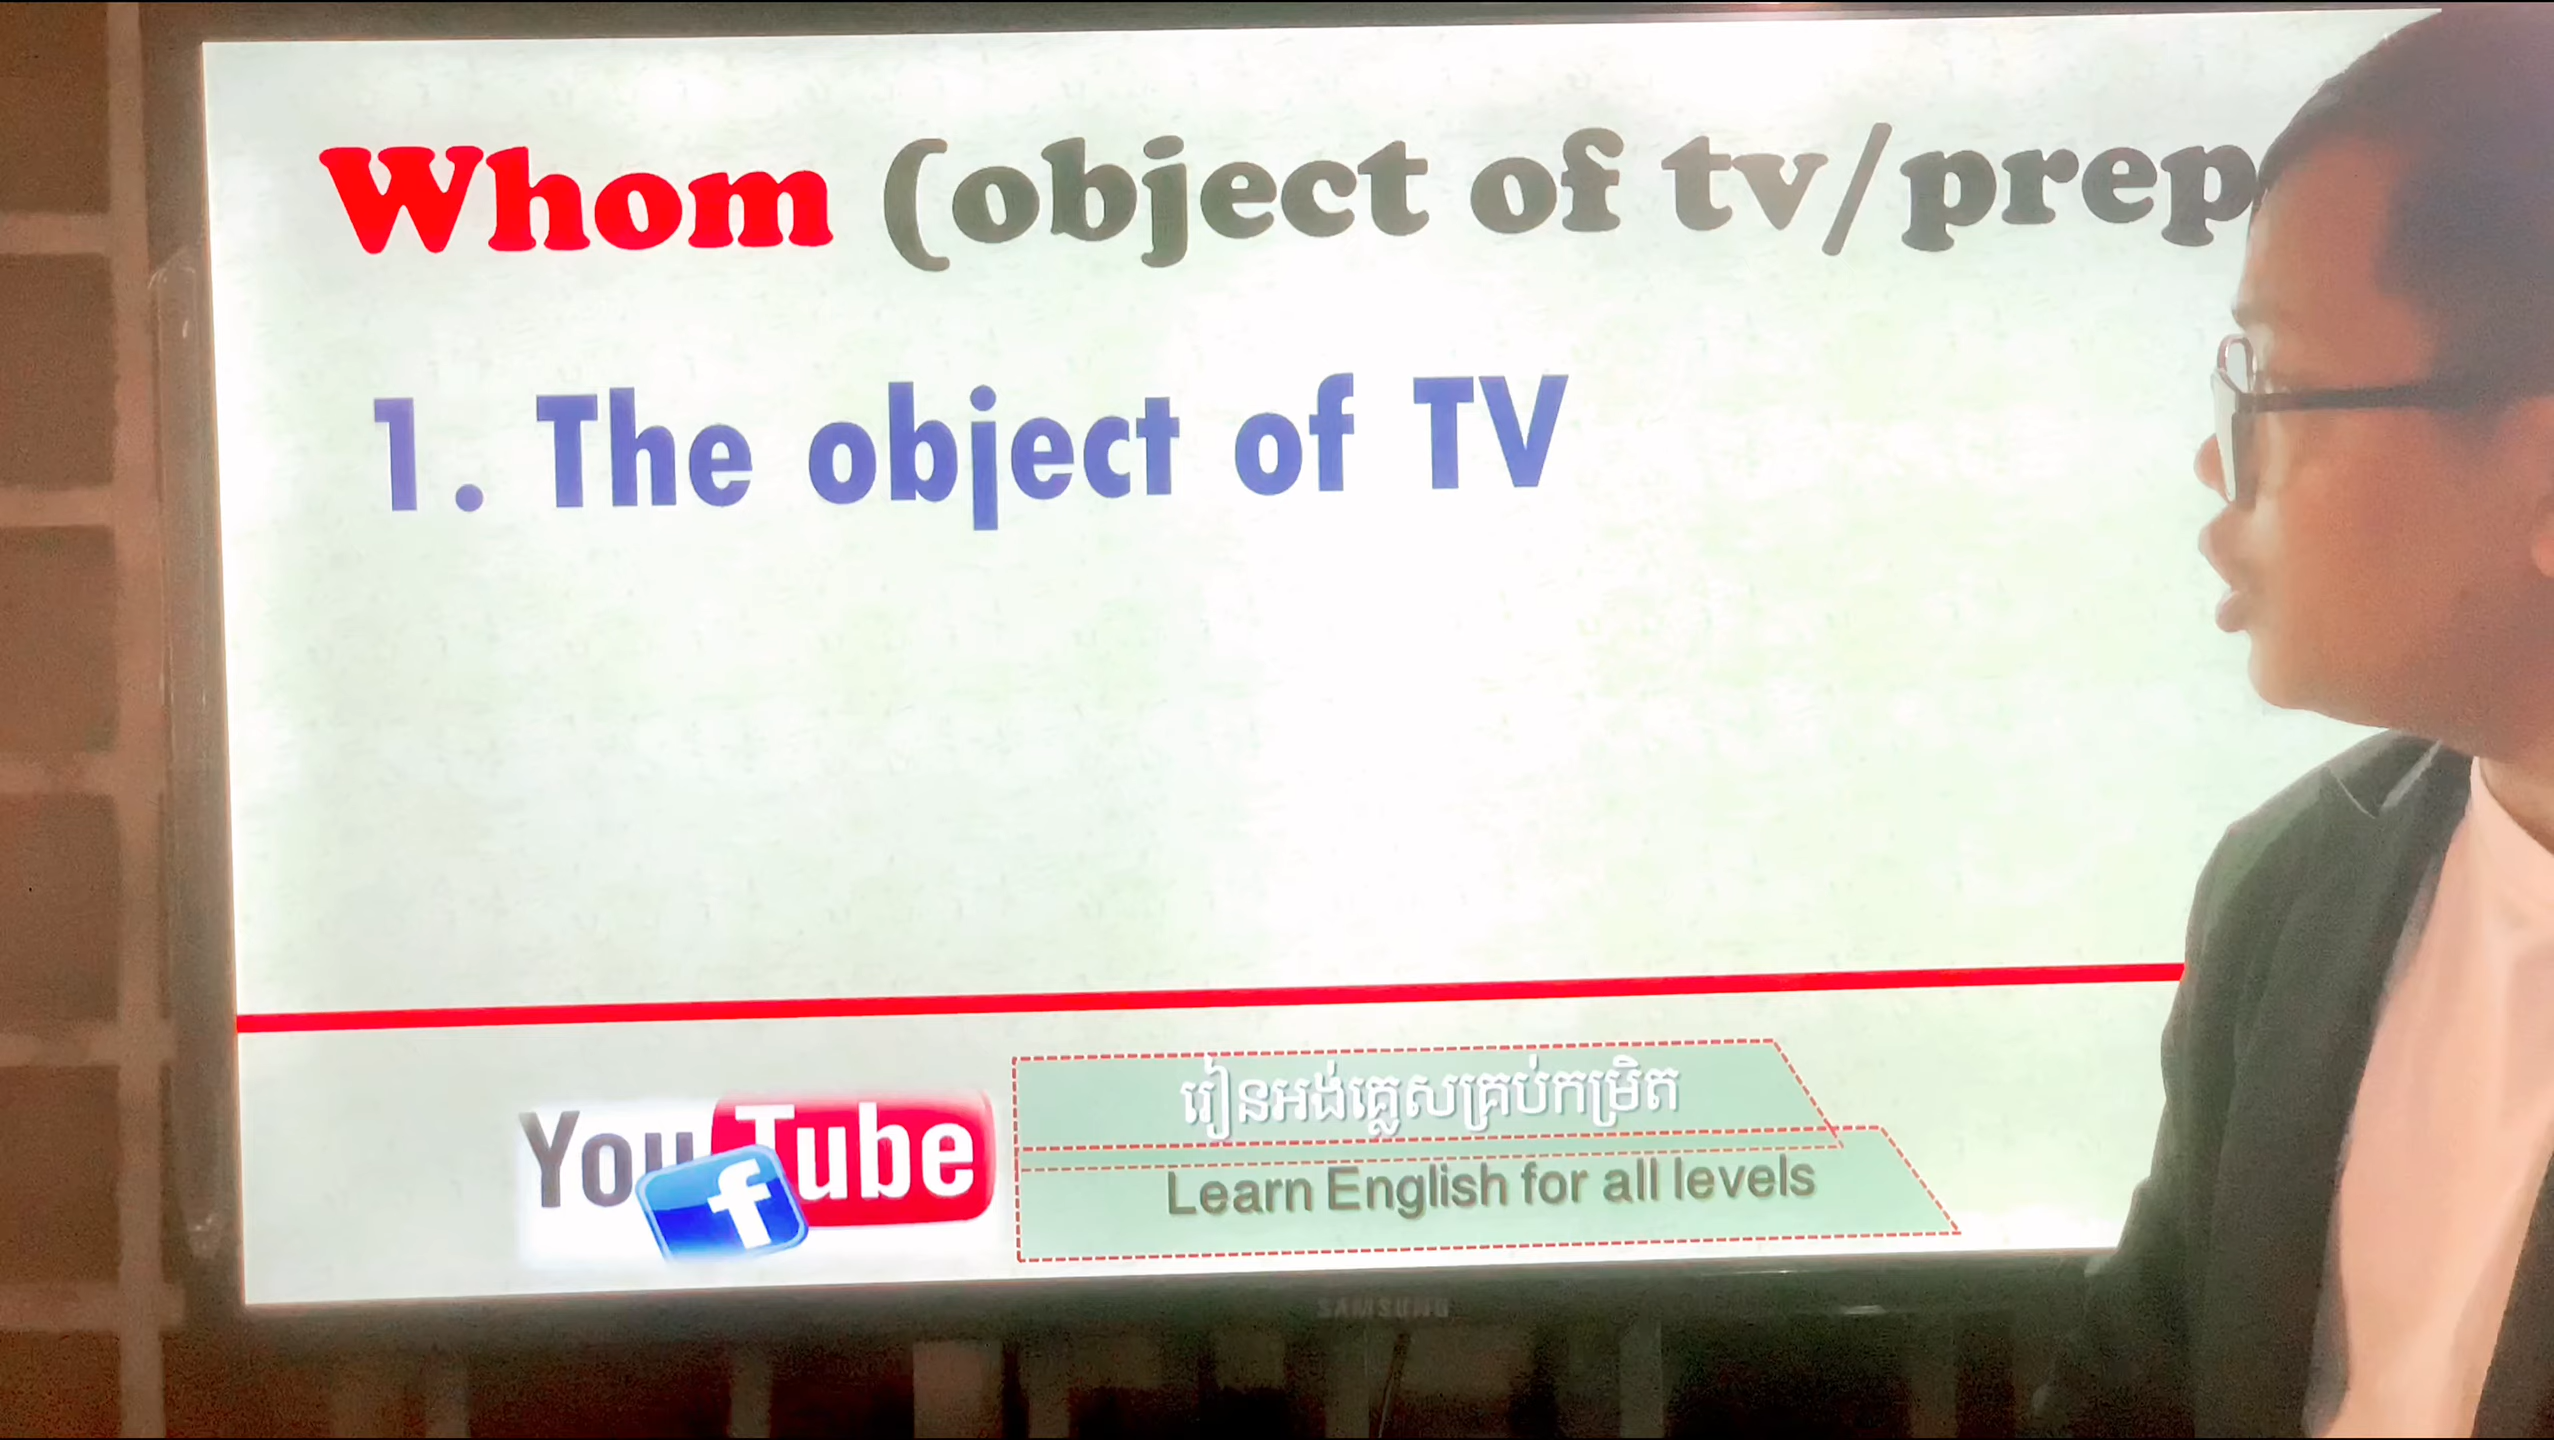 Whom (object of tv/prep
1. The object of TV
YouTube
f
រៀនអង់គ្លេសគ្រប់កម្រិត
Learn English for all levels
SAMSUNG